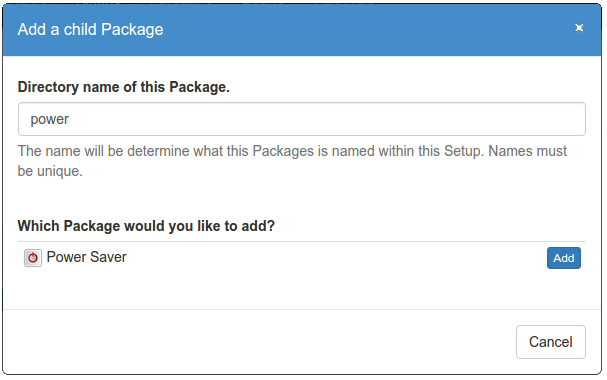 Add a child Package
×
Directory name of this Package.
power
The name will be determine what this Packages is named within this Setup. Names must
be unique.
Which Package would you like to add?
Power Saver Add
Cancel